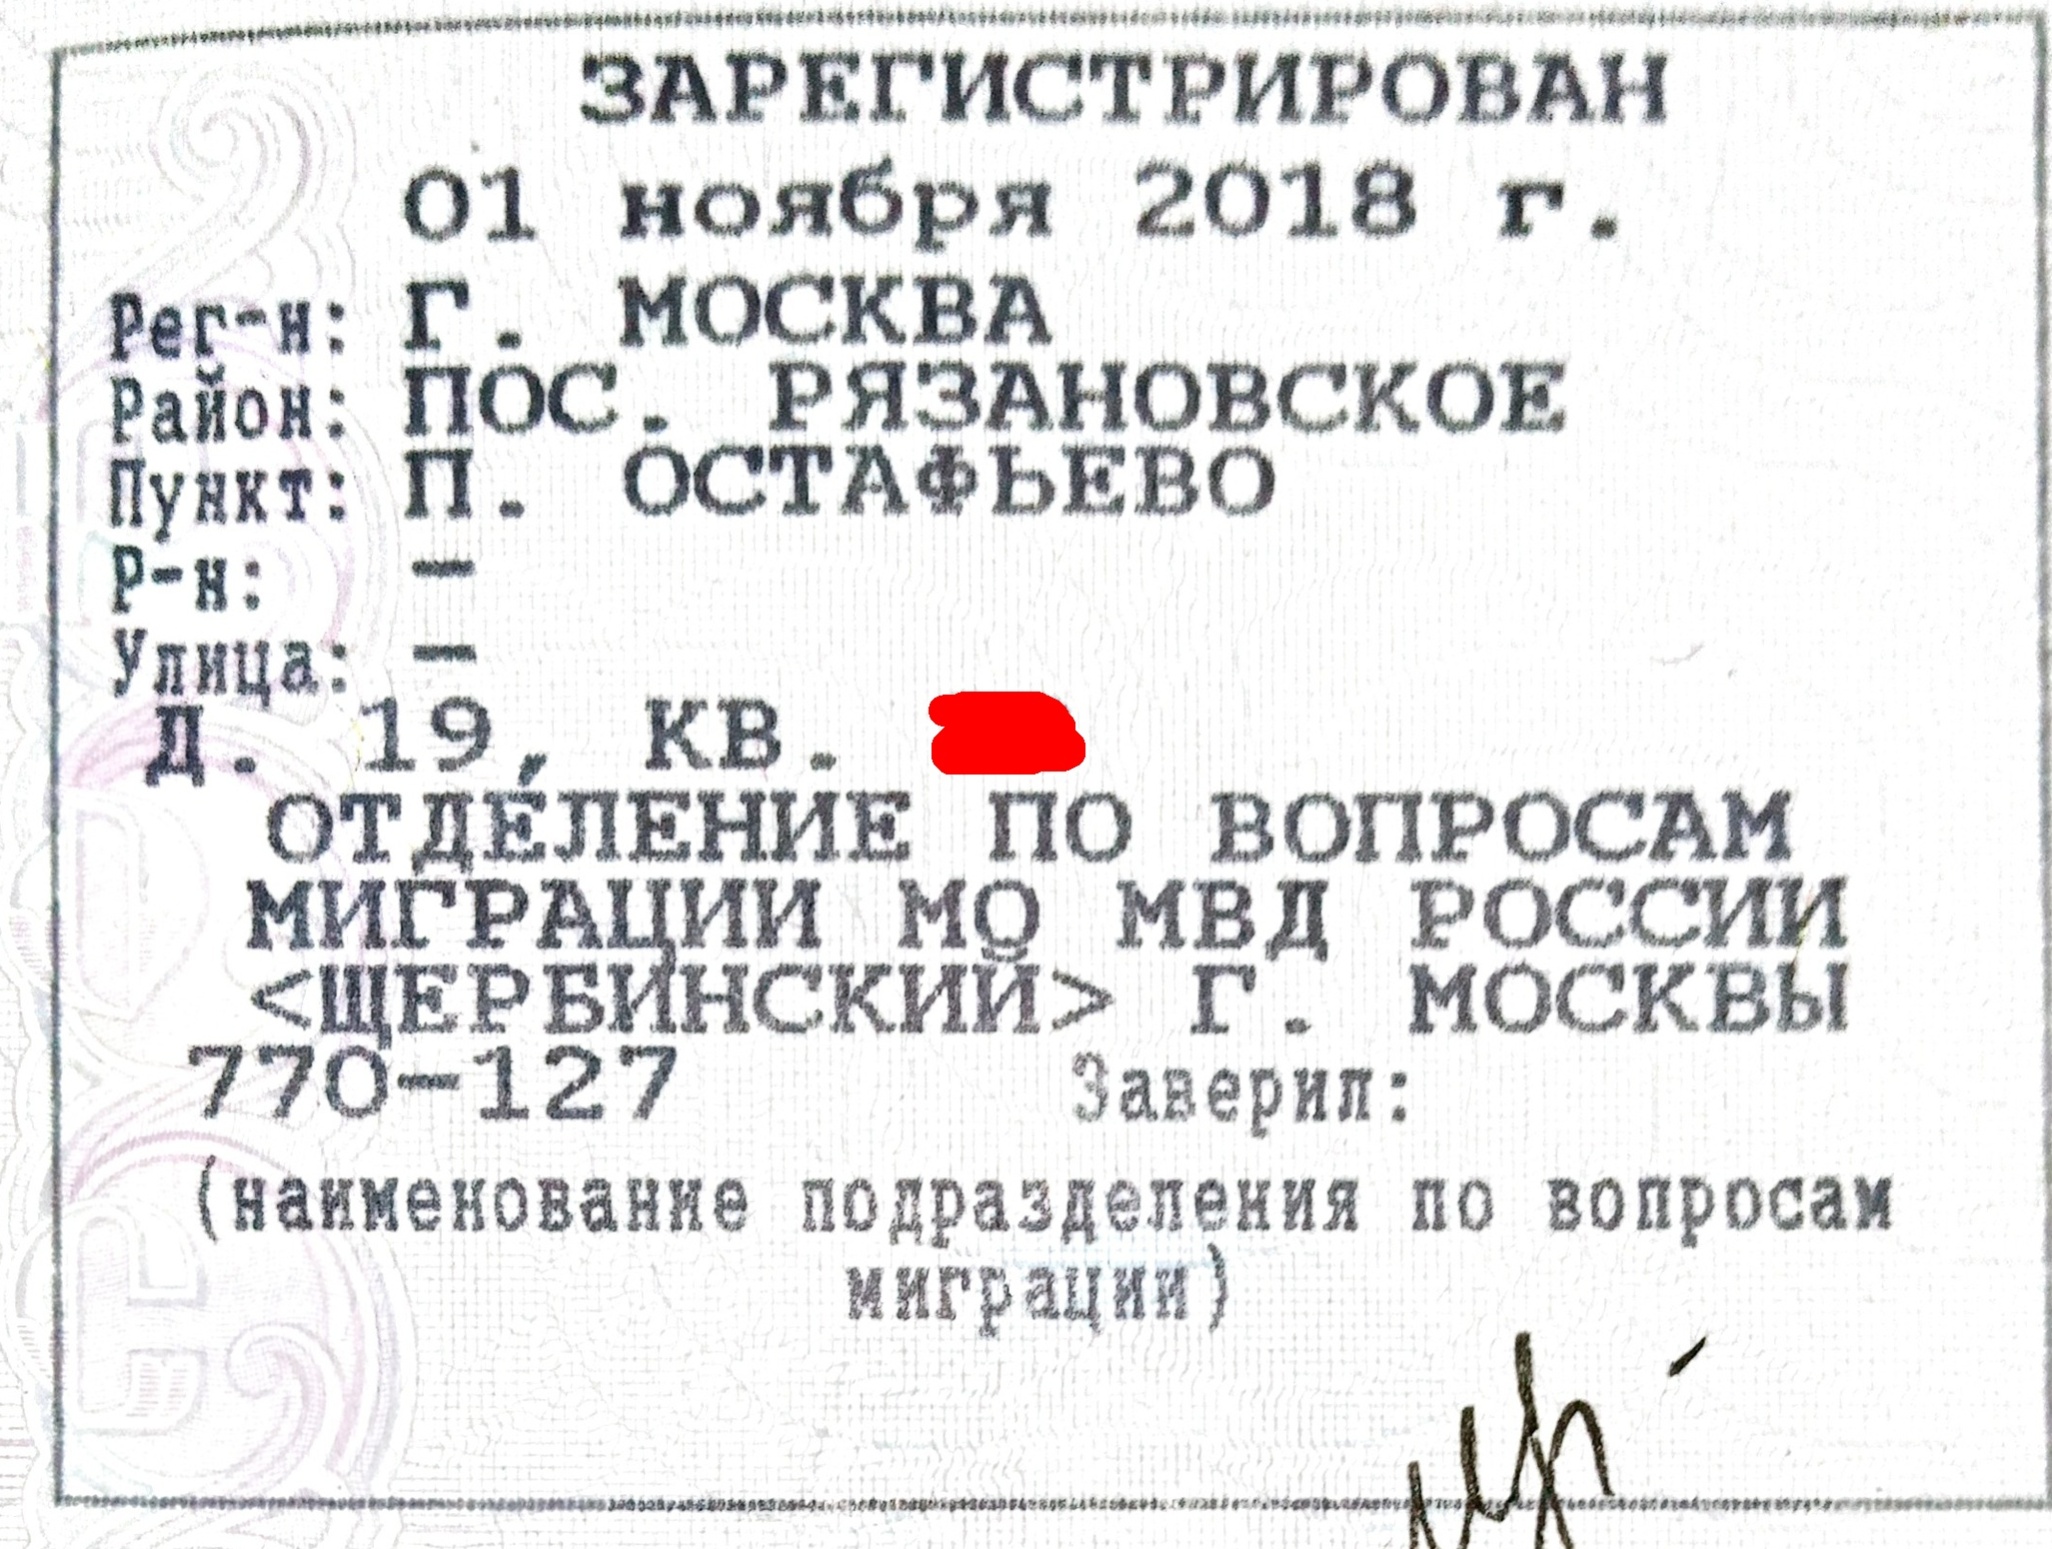 ЗАРЕГИСТРИРОВАН
01 ноября 2018 г.
Рег-н: Г. МОСКВА
Район: ПОС. РЯЗАНОВСКОЕ
Пункт: П. ОСТАФЬЕВО
Р-н: –
Улица: –
Д. 19, КВ.
ОТДЕЛЕНИЕ ПО ВОПРОСАМ
МИГРАЦИИ МО МВД РОССИИ
<ЩЕРБИНСКИЙ> Г. МОСКВЫ
770-127 Заверил:
(наименование подразделения по вопросам
миграции)